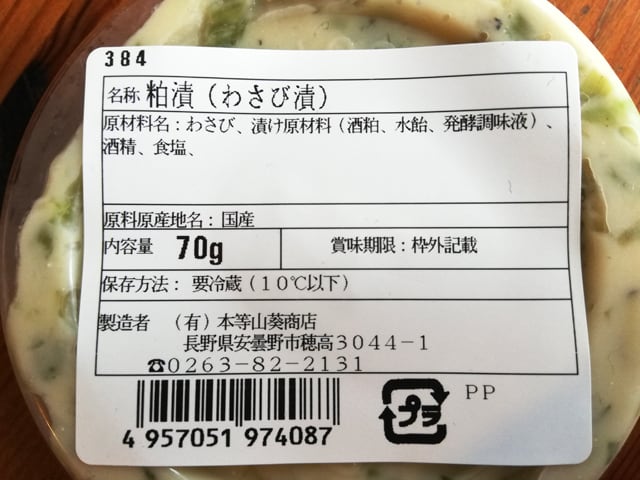 384
名称 粕漬（わさび漬）
原材料名：わさび、漬け原材料（酒粕、水飴、発酵調味液）、
酒精、食塩、
原料原産地名：国産
内容量 70g 賞味期限：枠外記載
保存方法： 要冷蔵（１０℃以下）
製造者 （有）本等山葵商店
長野県安曇野市穂高３０４４－１
☎０２６３－８２－２１３１
プラ PP
4 957051 974087